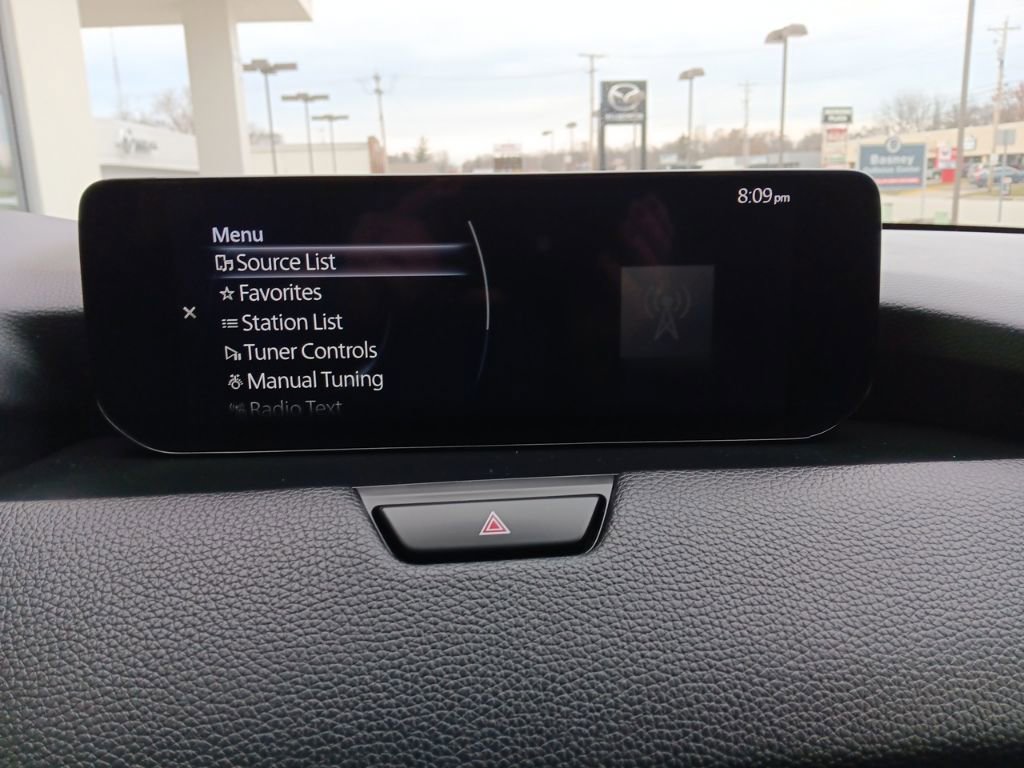 8:09pm
Menu
Source List
Favorites
Station List
Tuner Controls
Manual Tuning
Radio Text